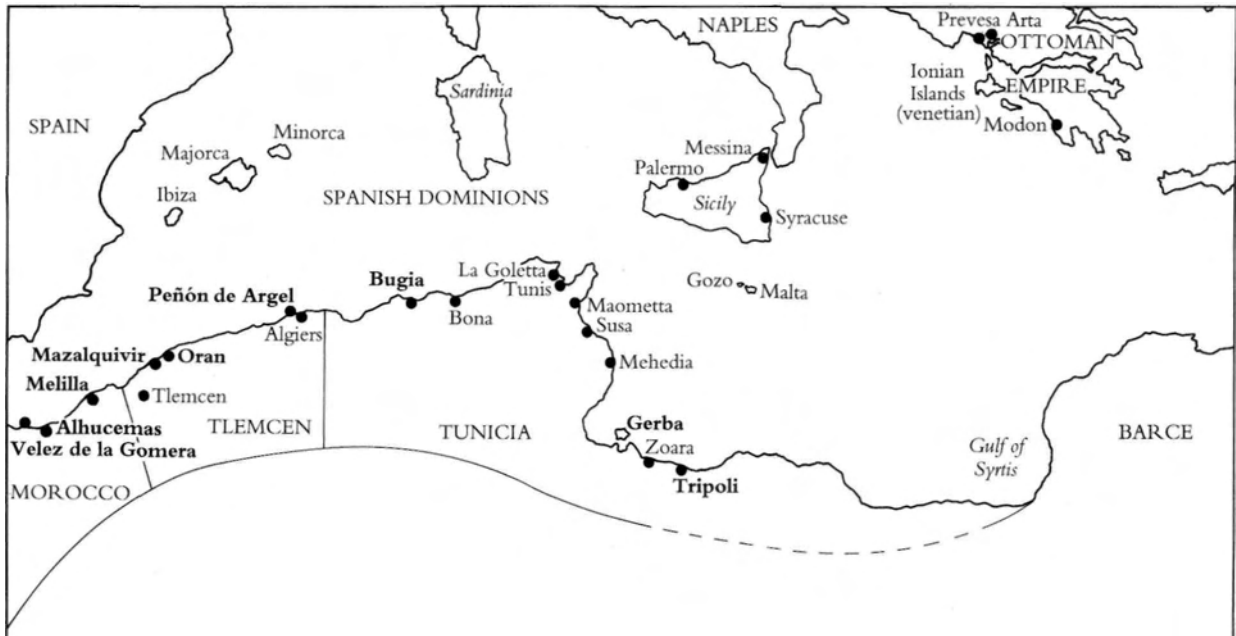 NAPLES
Prevesa Arta
OTTOMAN
Ionian
Islands
(venetian)
EMPIRE
Modon
Sardinia
SPAIN
Minorca
Majorca
Ibiza
SPANISH DOMINIONS
Messina
Palermo
Sicily
Syracuse
Gozo
Malta
La Goletta
Tunis
Bugia
Bona
Maometta
Susa
Mehedia
Peñón de Argel
Algiers
Mazalquivir
Oran
Melilla
Tlemcen
Alhucemas
TLEMCEN
Velez de la Gomera
TUNICIA
Gerba
Zoara
Tripoli
Gulf of
Syrtis
BARCE
MOROCCO